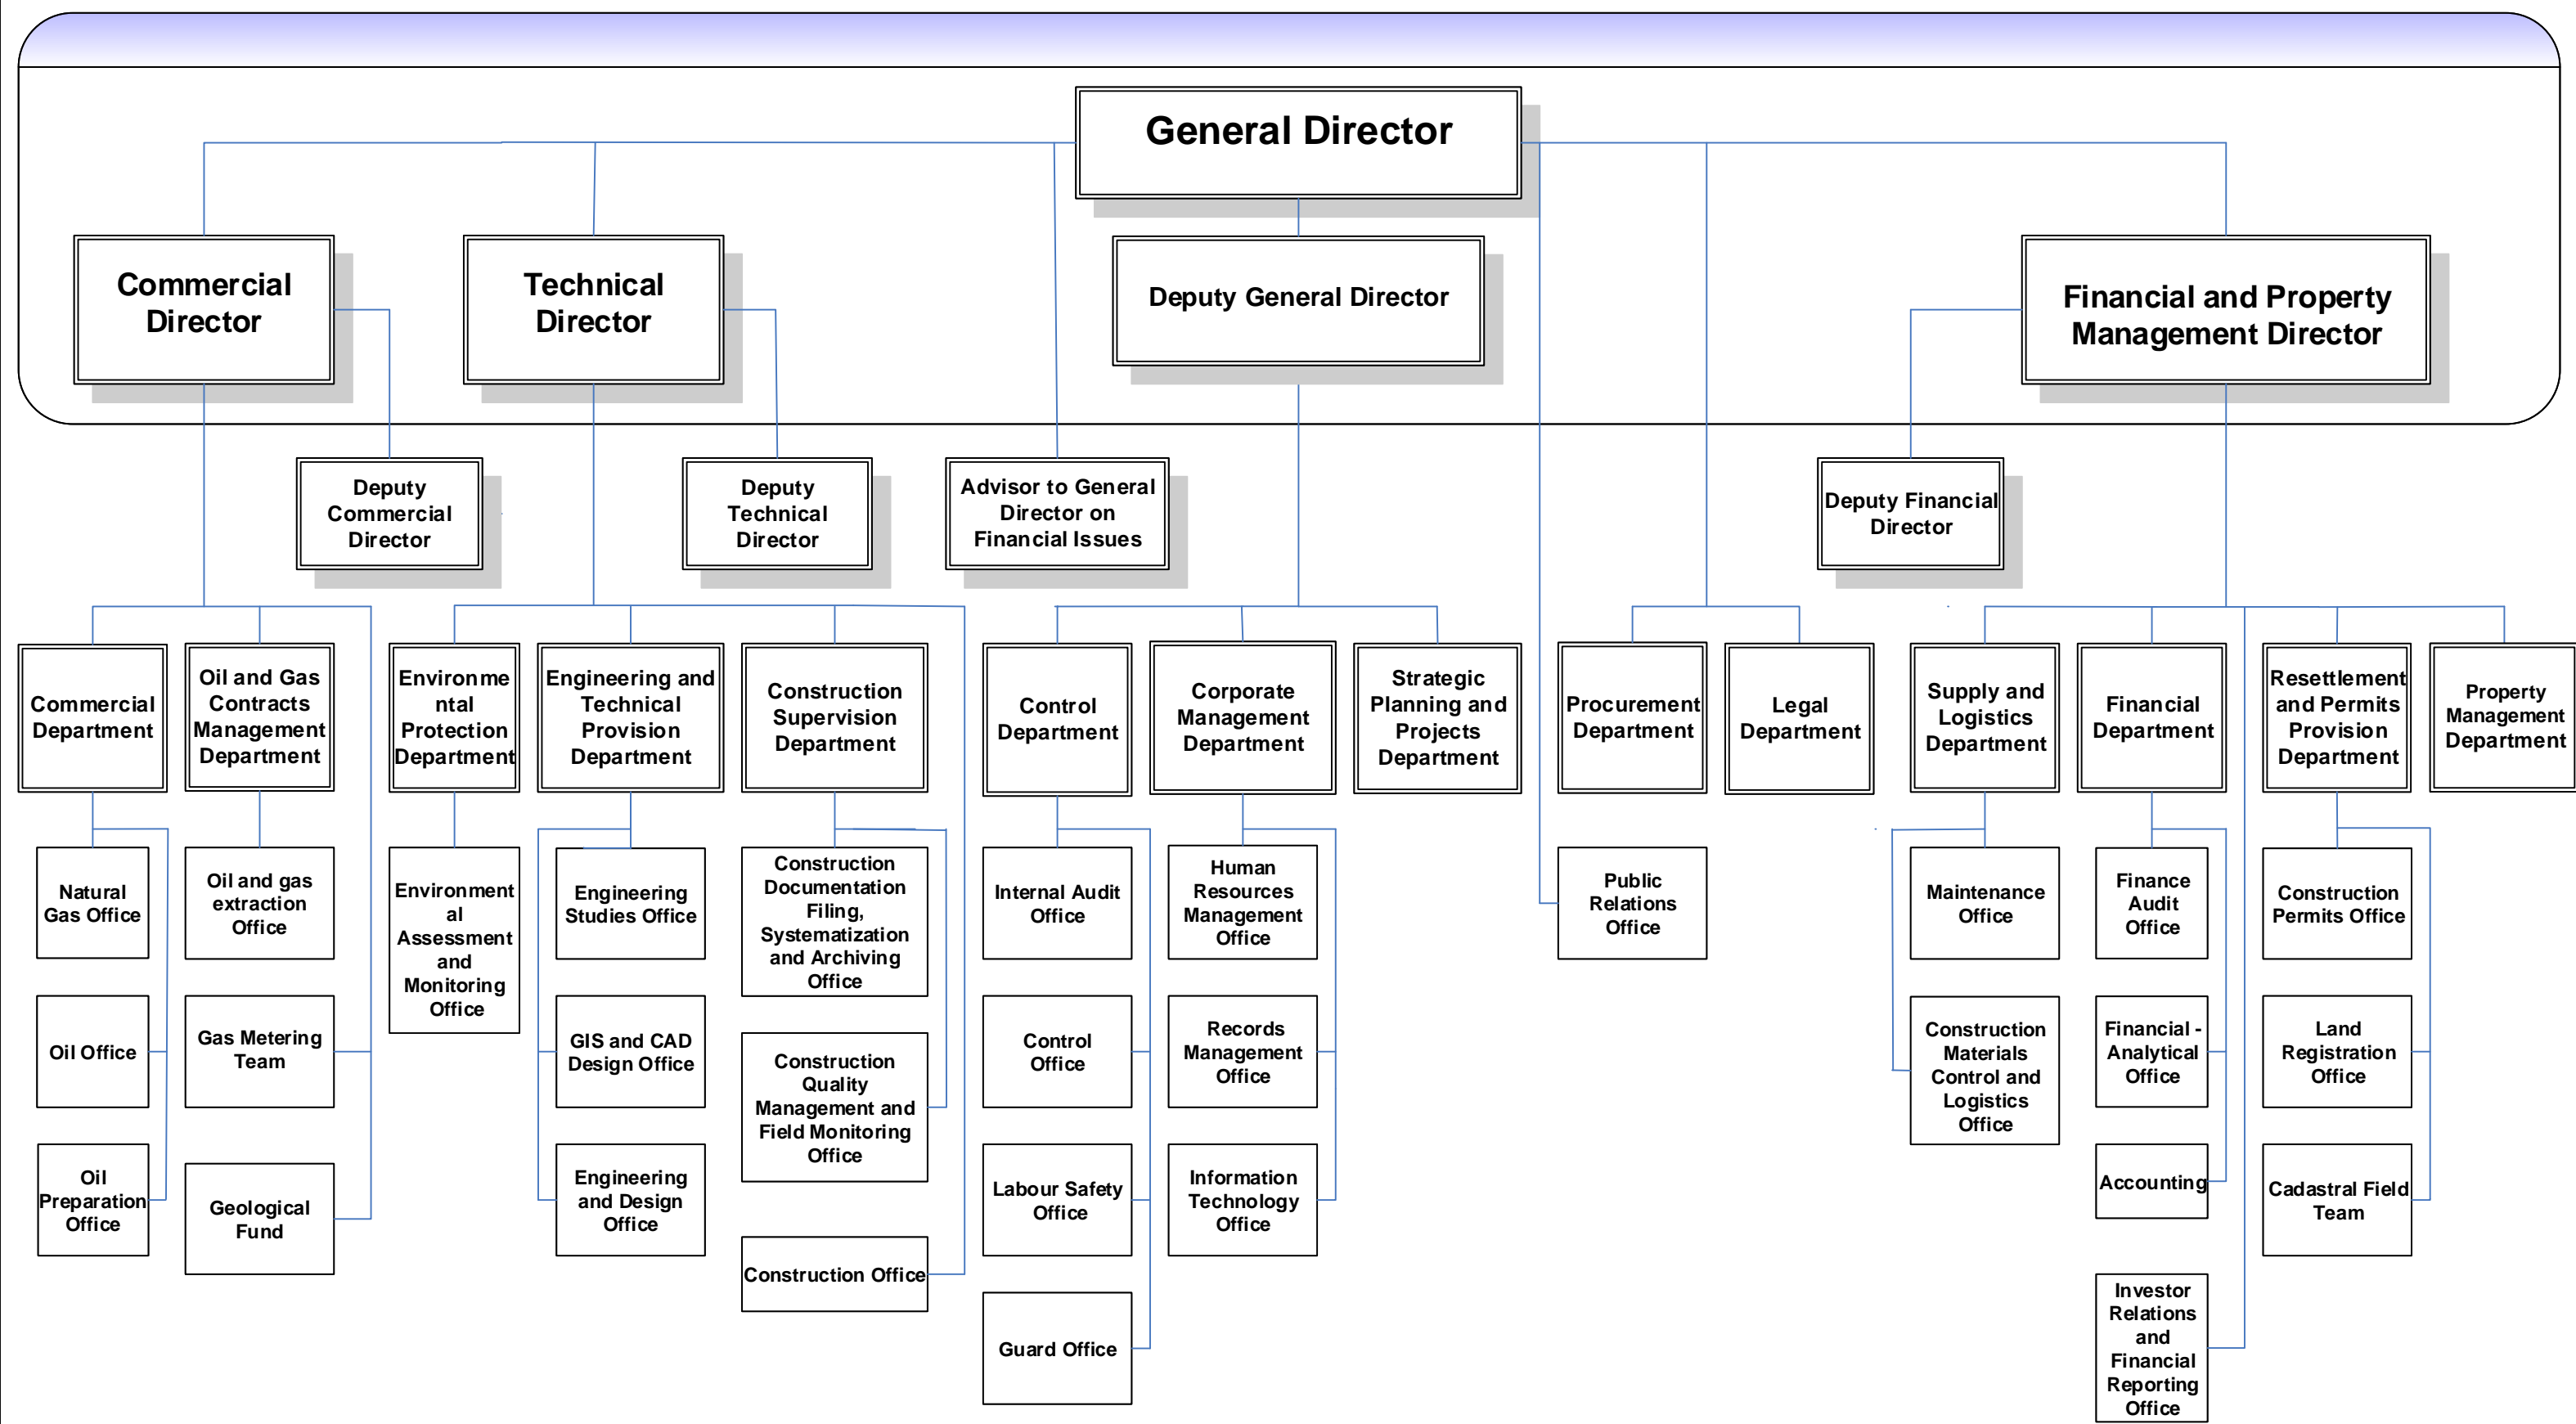 General Director
Commercial
Director
Technical
Director
Deputy General Director
Financial and Property
Management Director
Deputy
Commercial
Director
Deputy
Technical
Director
Advisor to General
Director on
Financial Issues
Deputy Financial
Director
Commercial
Department
Oil and Gas
Contracts
Management
Department
Environme
ntal
Protection
Department
Engineering and
Technical
Provision
Department
Construction
Supervision
Department
Control
Department
Corporate
Management
Department
Strategic
Planning and
Projects
Department
Procurement
Department
Legal
Department
Supply and
Logistics
Department
Financial
Department
Resettlement
and Permits
Provision
Department
Property
Management
Department
Natural
Gas Office
Oil and gas
extraction
Office
Environment
al
Assessment
and
Monitoring
Office
Engineering
Studies Office
Construction
Documentation
Filing,
Systematization
and Archiving
Office
Internal Audit
Office
Human
Resources
Management
Office
Public
Relations
Office
Maintenance
Office
Finance
Audit
Office
Construction
Permits Office
Oil Office
Gas Metering
Team
GIS and CAD
Design Office
Construction
Quality
Management and
Field Monitoring
Office
Control
Office
Records
Management
Office
Construction
Materials
Control and
Logistics
Office
Financial -
Analytical
Office
Land
Registration
Office
Oil
Preparation
Office
Geological
Fund
Engineering
and Design
Office
Construction Office
Labour Safety
Office
Information
Technology
Office
Accounting
Cadastral Field
Team
Guard Office
Investor
Relations
and
Financial
Reporting
Office